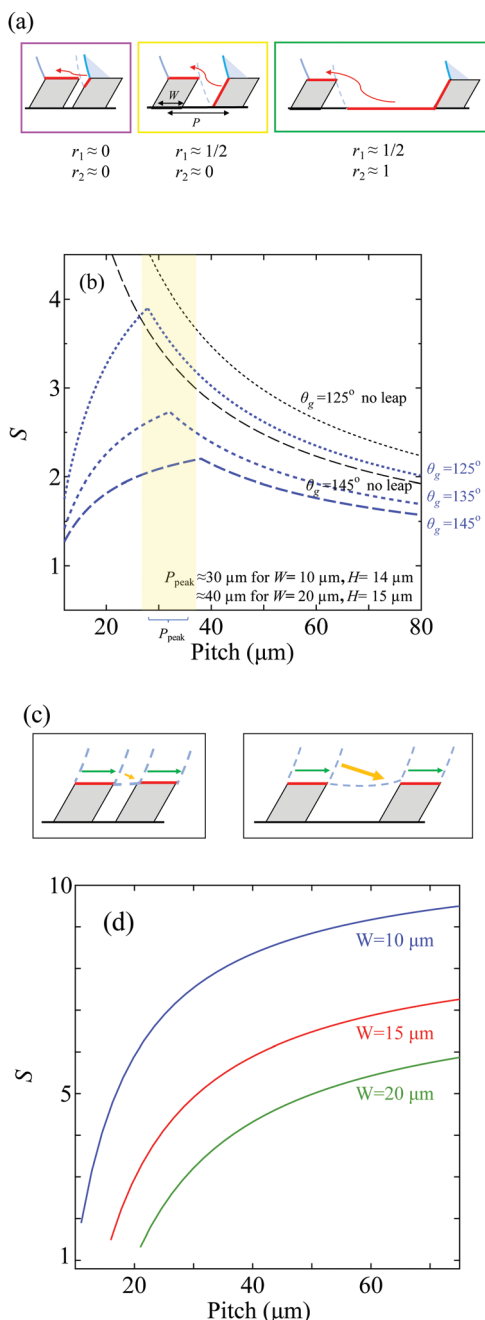 (a)
W
P
r₁ ≈ 0
r₂ ≈ 0
r₁ ≈ 1/2
r₂ ≈ 0
r₁ ≈ 1/2
r₂ ≈ 1
(b)
4
3
2
1
S
θg=125° no leap
θg=145° no leap
θg=125°
θg=135°
θg=145°
Ppeak ≈30 μm for W= 10 μm, H= 14 μm
≈40 μm for W= 20 μm, H= 15 μm
20 40 60 80
Ppeak
Pitch (μm)
(c)
(d)
10
5
1
S
W=10 μm
W=15 μm
W=20 μm
20 40 60
Pitch (μm)